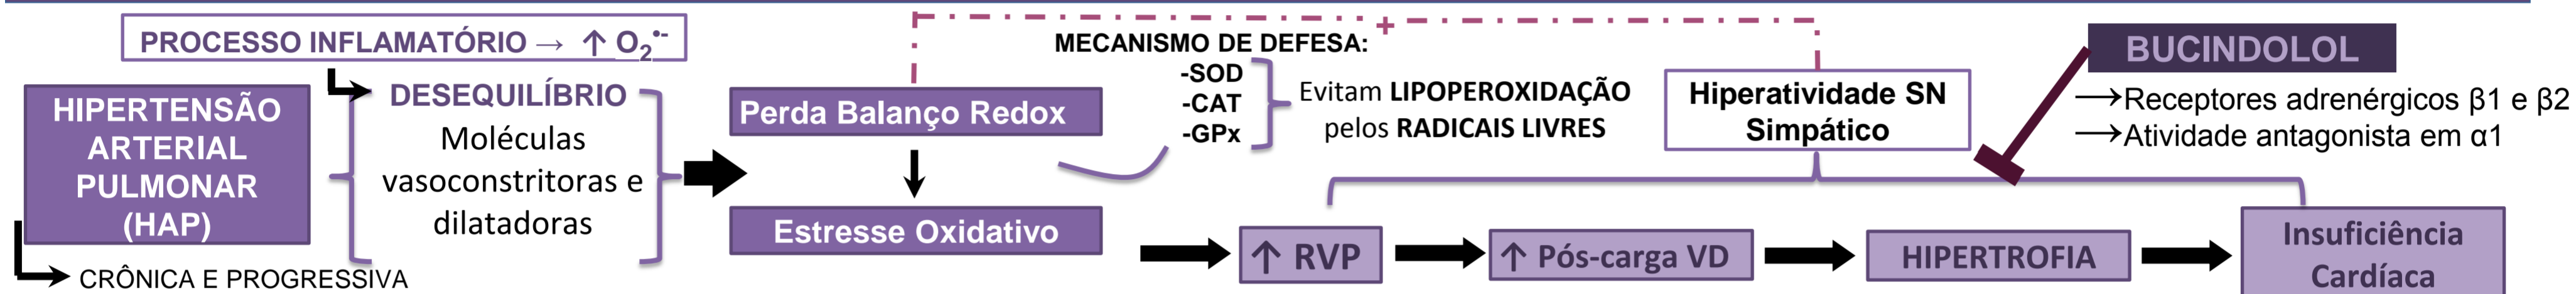 PROCESSO INFLAMATÓRIO → ↑ O₂•-
HIPERTENSÃO
ARTERIAL
PULMONAR
(HAP)
CRÔNICA E PROGRESSIVA
DESEQUILÍBRIO
Moléculas
vasoconstritoras e
dilatadoras
Perda Balanço Redox
Estresse Oxidativo
+
MECANISMO DE DEFESA:
-SOD
-CAT
-GPx
Evitam LIPOPEROXIDAÇÃO
pelos RADICAIS LIVRES
Hiperatividade SN
Simpático
BUCINDOLOL
→Receptores adrenérgicos β1 e β2
→Atividade antagonista em α1
↑ RVP
↑ Pós-carga VD
HIPERTROFIA
Insuficiência
Cardíaca